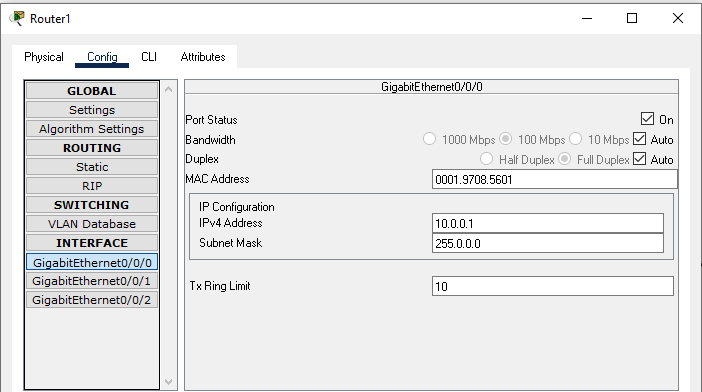 Router1
Physical Config CLI Attributes
GLOBAL
Settings
Algorithm Settings
ROUTING
Static
RIP
SWITCHING
VLAN Database
INTERFACE
GigabitEthernet0/0/0
GigabitEthernet0/0/1
GigabitEthernet0/0/2
GigabitEthernet0/0/0
Port Status On
Bandwidth 1000 Mbps 100 Mbps 10 Mbps Auto
Duplex Half Duplex Full Duplex Auto
MAC Address 0001.9708.5601
IP Configuration
IPv4 Address 10.0.0.1
Subnet Mask 255.0.0.0
Tx Ring Limit 10